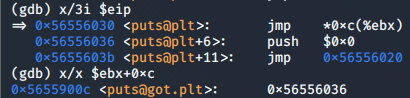 (gdb) x/3i $eip
=> 0x56556030 <puts@plt>: jmp *0xc(%ebx)
0x56556036 <puts@plt+6>: push $0x0
0x5655603b <puts@plt+11>: jmp 0x56556020
(gdb) x/x $ebx+0xc
0x5655900c <puts@got.plt>: 0x56556036